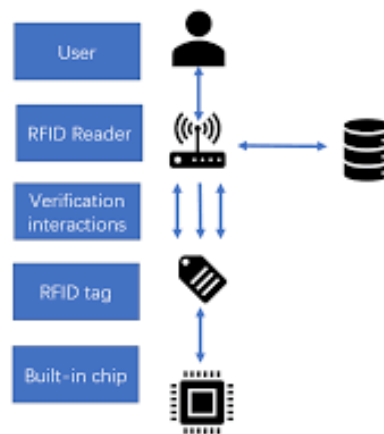 User
RFID Reader
Verification
interactions
RFID tag
Built-in chip